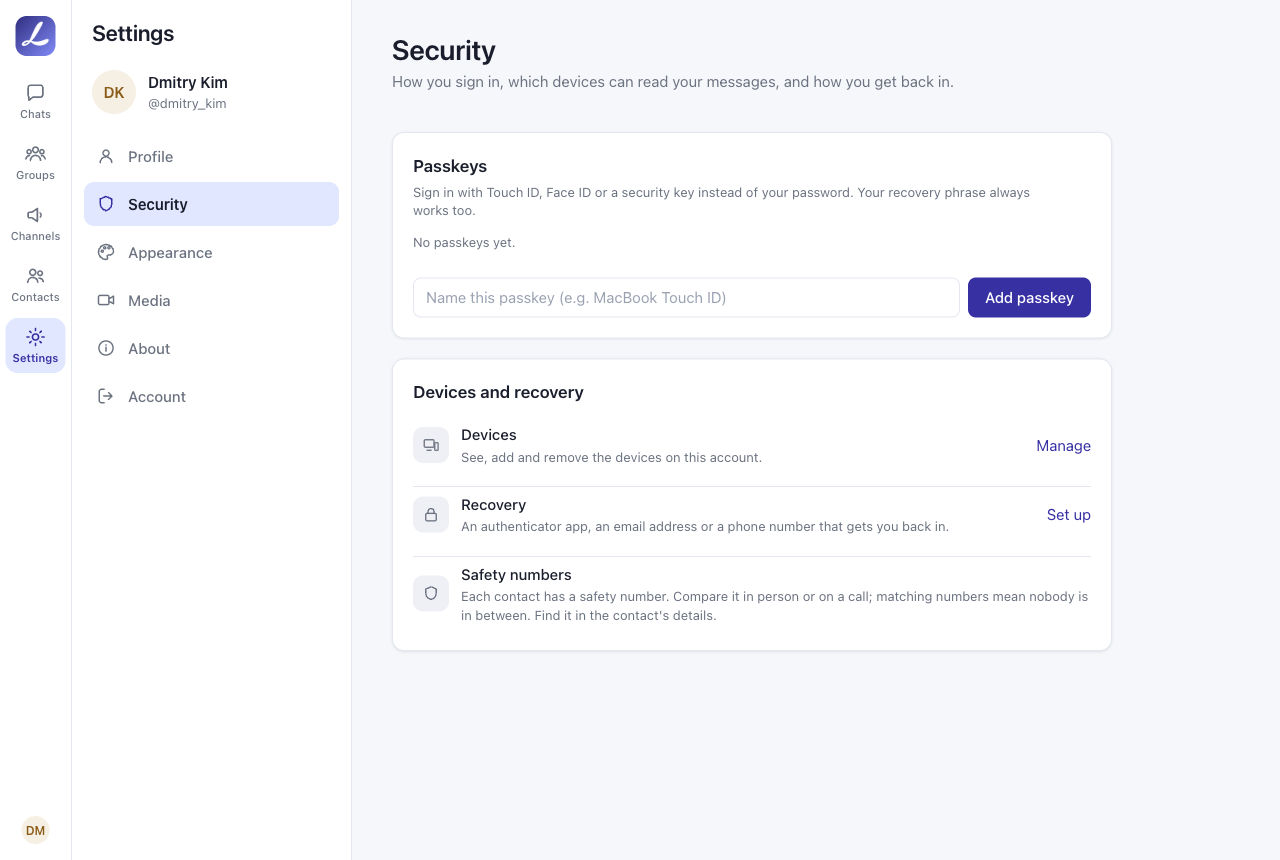 L
Chats
Groups
Channels
Contacts
Settings
DM
Settings
DK
Dmitry Kim
@dmitry_kim
Profile
Security
Appearance
Media
About
Account
Security
How you sign in, which devices can read your messages, and how you get back in.
Passkeys
Sign in with Touch ID, Face ID or a security key instead of your password. Your recovery phrase always
works too.
No passkeys yet.
Name this passkey (e.g. MacBook Touch ID)
Add passkey
Devices and recovery
Devices
See, add and remove the devices on this account.
Manage
Recovery
An authenticator app, an email address or a phone number that gets you back in.
Set up
Safety numbers
Each contact has a safety number. Compare it in person or on a call; matching numbers mean nobody is
in between. Find it in the contact's details.